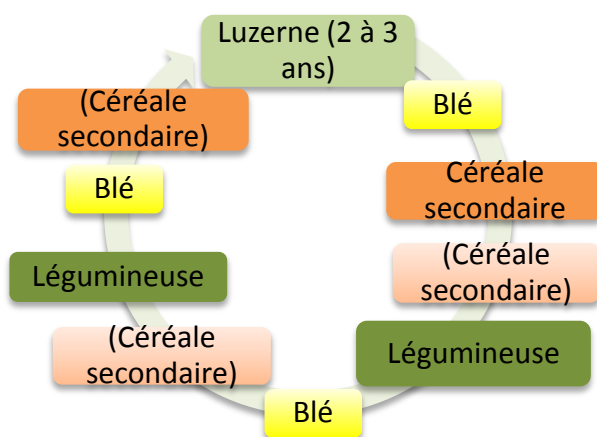 Luzerne (2 à 3
ans)
Blé
Céréale
secondaire
(Céréale
secondaire)
Légumineuse
Blé
(Céréale
secondaire)
Légumineuse
Blé
(Céréale
secondaire)